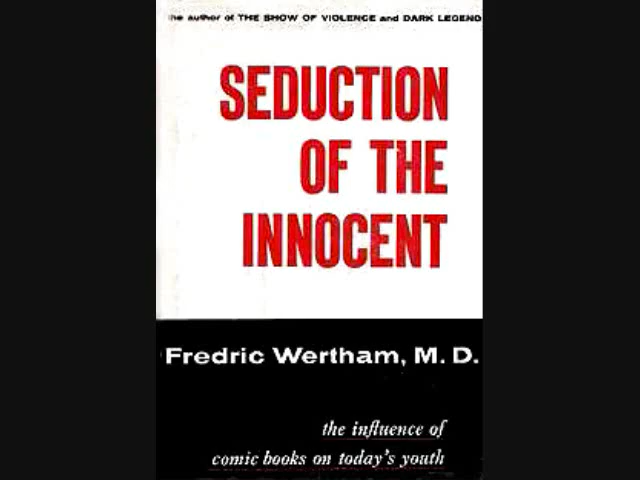 the author of THE SHOW OF VIOLENCE and DARK LEGEND
SEDUCTION
OF THE
INNOCENT
Fredric Wertham, M.D.
the influence of
comic books on today's youth